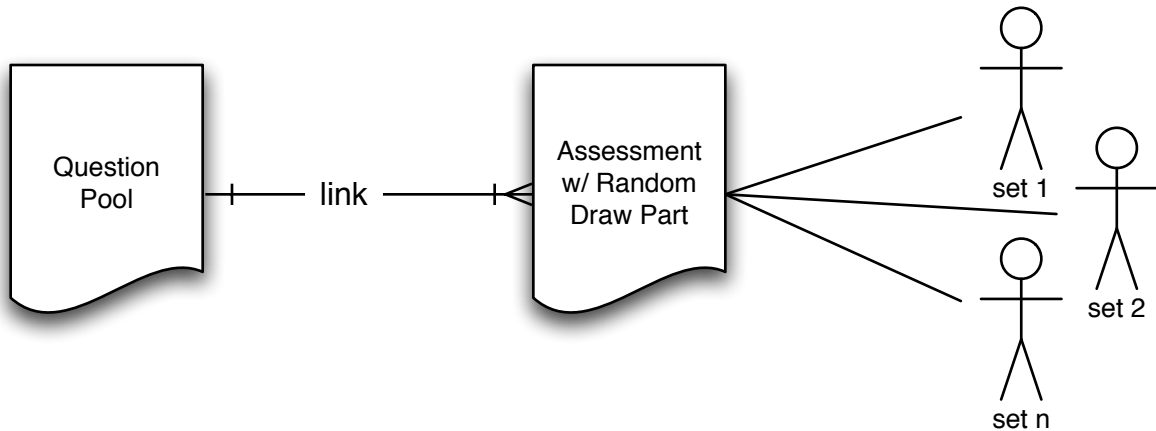 Question
Pool
link
Assessment
w/ Random
Draw Part
set 1
set 2
set n